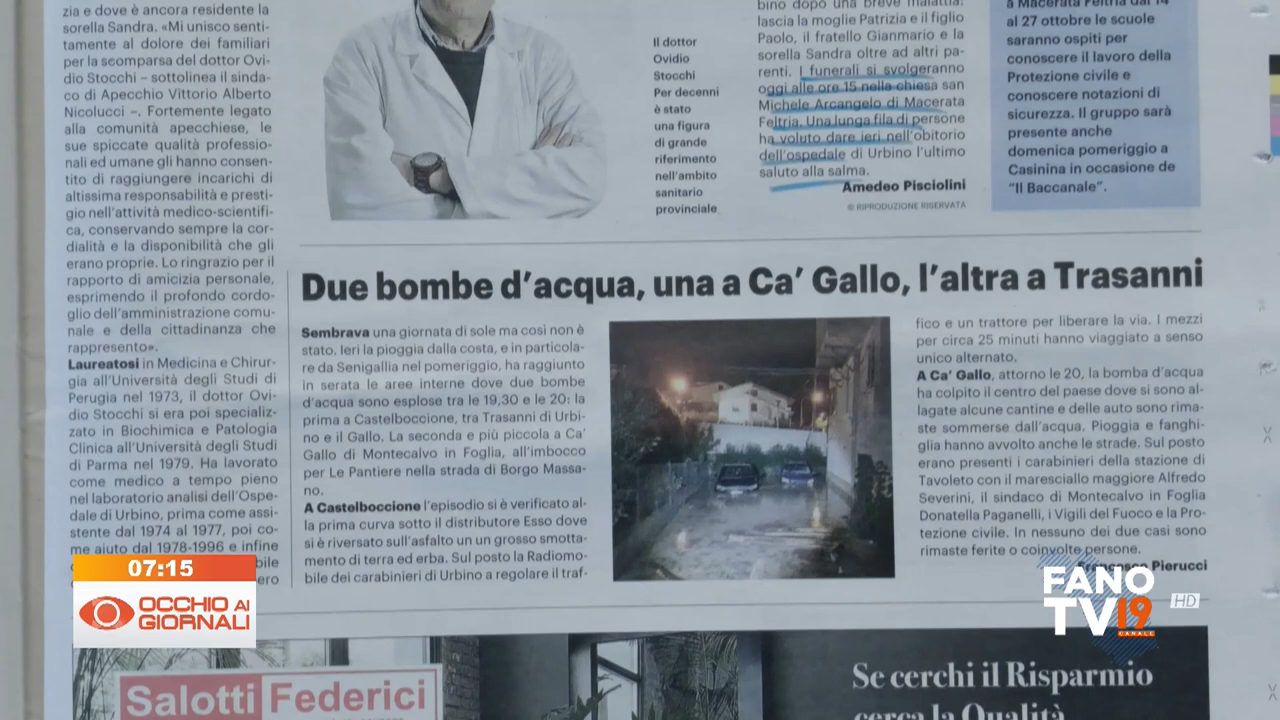 zia e dove è ancora residente la
sorella Sandra. «Mi unisco senti-
tamente al dolore dei familiari
per la scomparsa del dottor Ovi-
dio Stocchi – sottolinea il sinda-
co di Apecchio Vittorio Alberto
Nicolucci –. Fortemente legato
alla comunità apecchiese, le
sue spiccate qualità professio-
nali ed umane gli hanno consen-
tito di raggiungere incarichi di
altissima responsabilità e presti-
gio nell'attività medico-scientifi-
ca, conservando sempre la cor-
dialità e la disponibilità che gli
erano proprie. Lo ringrazio per il
rapporto di amicizia personale,
esprimendo il profondo cordo-
glio dell'amministrazione comu-
nale e della cittadinanza che
rappresento».
Laureatosi in Medicina e Chirur-
gia all'Università degli Studi di
Perugia nel 1973, il dottor Ovi-
dio Stocchi si era poi specializ-
zato in Biochimica e Patologia
Clinica all'Università degli Studi
di Parma nel 1979. Ha lavorato
come medico a tempo pieno
nel laboratorio analisi dell'Ospe-
dale di Urbino, prima come assi-
stente dal 1974 al 1977, poi co-
me aiuto dal 1978-1996 e infine
Il dottor
Ovidio
Stocchi
Per decenni
è stato
una figura
di grande
riferimento
nell'ambito
sanitario
provinciale
bino dopo una breve malattia:
lascia la moglie Patrizia e il figlio
Paolo, il fratello Gianmario e la
sorella Sandra oltre ad altri pa-
renti. I funerali si svolgeranno
oggi alle ore 15 nella chiesa san
Michele Arcangelo di Macerata
Feltria. Una lunga fila di persone
ha voluto dare ieri nell'obitorio
dell'ospedale di Urbino l'ultimo
saluto alla salma.
Amedeo Pisciolini
© RIPRODUZIONE RISERVATA
a Macerata Feltria dal 14
al 27 ottobre le scuole
saranno ospiti per
conoscere il lavoro della
Protezione civile e
conoscere notazioni di
sicurezza. Il gruppo sarà
presente anche
domenica pomeriggio a
Casinina in occasione de
"Il Baccanale".
Due bombe d'acqua, una a Ca' Gallo, l'altra a Trasanni
Sembrava una giornata di sole ma così non è
stato. Ieri la pioggia dalla costa, e in particola-
re da Senigallia nel pomeriggio, ha raggiunto
in serata le aree interne dove due bombe
d'acqua sono esplose tra le 19,30 e le 20: la
prima a Castelboccione, tra Trasanni di Urbi-
no e il Gallo. La seconda e più piccola a Ca'
Gallo di Montecalvo in Foglia, all'imbocco
per Le Pantiere nella strada di Borgo Massa-
no.
A Castelboccione l'episodio si è verificato al-
la prima curva sotto il distributore Esso dove
si è riversato sull'asfalto un un grosso smotta-
mento di terra ed erba. Sul posto la Radiomo-
bile dei carabinieri di Urbino a regolare il traf-
fico e un trattore per liberare la via. I mezzi
per circa 25 minuti hanno viaggiato a senso
unico alternato.
A Ca' Gallo, attorno le 20, la bomba d'acqua
ha colpito il centro del paese dove si sono al-
lagate alcune cantine e delle auto sono rima-
ste sommerse dall'acqua. Pioggia e fanghi-
glia hanno avvolto anche le strade. Sul posto
erano presenti i carabinieri della stazione di
Tavoleto con il maresciallo maggiore Alfredo
Severini, il sindaco di Montecalvo in Foglia
Donatella Paganelli, i Vigili del Fuoco e la Pro-
tezione civile. In nessuno dei due casi sono
rimaste ferite o coinvolte persone.
Francesco Pierucci
07:15
OCCHIO AI
GIORNALI
FANO
TV19
CANALE
HD
Salotti Federici
Se cerchi il Risparmio
cerca la Qualità